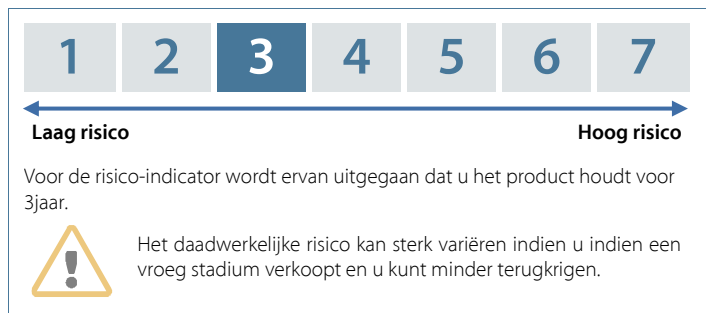 1 2 3 4 5 6 7
Laag risico Hoog risico
Voor de risico-indicator wordt ervan uitgegaan dat u het product houdt voor
3jaar.
Het daadwerkelijke risico kan sterk variëren indien u indien een
vroeg stadium verkoopt en u kunt minder terugkrigen.